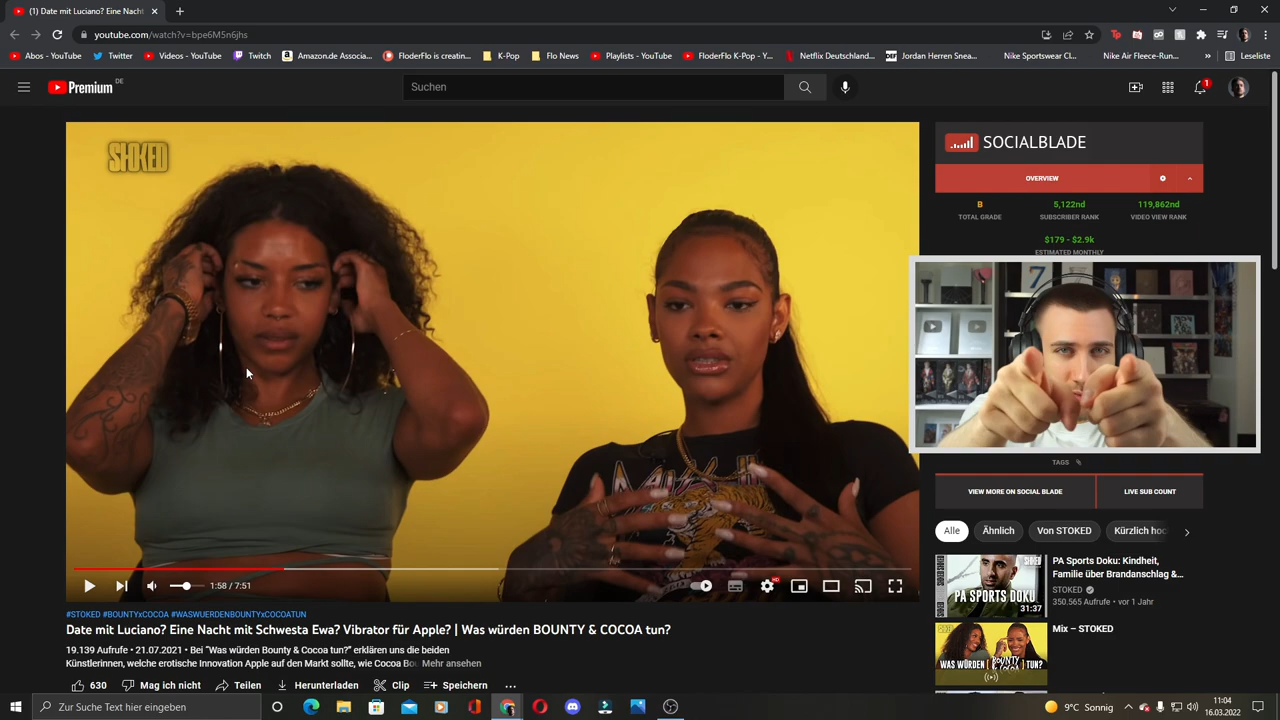 (1) Date mit Luciano? Eine Nacht
youtube.com/watch?v=bpe6M5n6jhs
Abos - YouTube
Twitter
Videos - YouTube
Twitch
Amazon.de Associa...
FloderFlo is creatin...
K-Pop
Flo News
Playlists - YouTube
FloderFlo K-Pop - Y...
Netflix Deutschland...
Jordan Herren Snea...
Nike Sportswear Cl...
Nike Air Fleece-Run...
»
Leseliste
Premium DE
Suchen
1
STOKED
SOCIALBLADE
OVERVIEW
B
5,122nd
119,862nd
TOTAL GRADE
SUBSCRIBER RANK
VIDEO VIEW RANK
$179 - $2.9k
ESTIMATED MONTHLY
7
TAGS
VIEW MORE ON SOCIAL BLADE
LIVE SUB COUNT
Alle
Ähnlich
Von STOKED
Kürzlich hoc
1:58 / 7:51
HD
PA Sports Doku: Kindheit,
Familie über Brandanschlag &...
STOKED
350.565 Aufrufe • vor 1 Jahr
PA SPORTS DOKU
31:37
#STOKED #BOUNTYxCOCOA #WASWUERDENBOUNTYxCOCOATUN
Date mit Luciano? Eine Nacht mit Schwesta Ewa? Vibrator für Apple? | Was würden BOUNTY & COCOA tun?
19.139 Aufrufe • 21.07.2021 • Bei "Was würden Bounty & Cocoa tun?" erklären uns die beiden
Künstlerinnen, welche erotische Innovation Apple auf den Markt sollte, wie Cocoa Bou Mehr ansehen
Mix – STOKED
WAS WÜRDEN [BOUNTY & COCOA] TUN?
630
Mag ich nicht
Teilen
Herunterladen
Clip
Speichern
...
Zur Suche Text hier eingeben
9°C Sonnig
11:04
16.03.2022